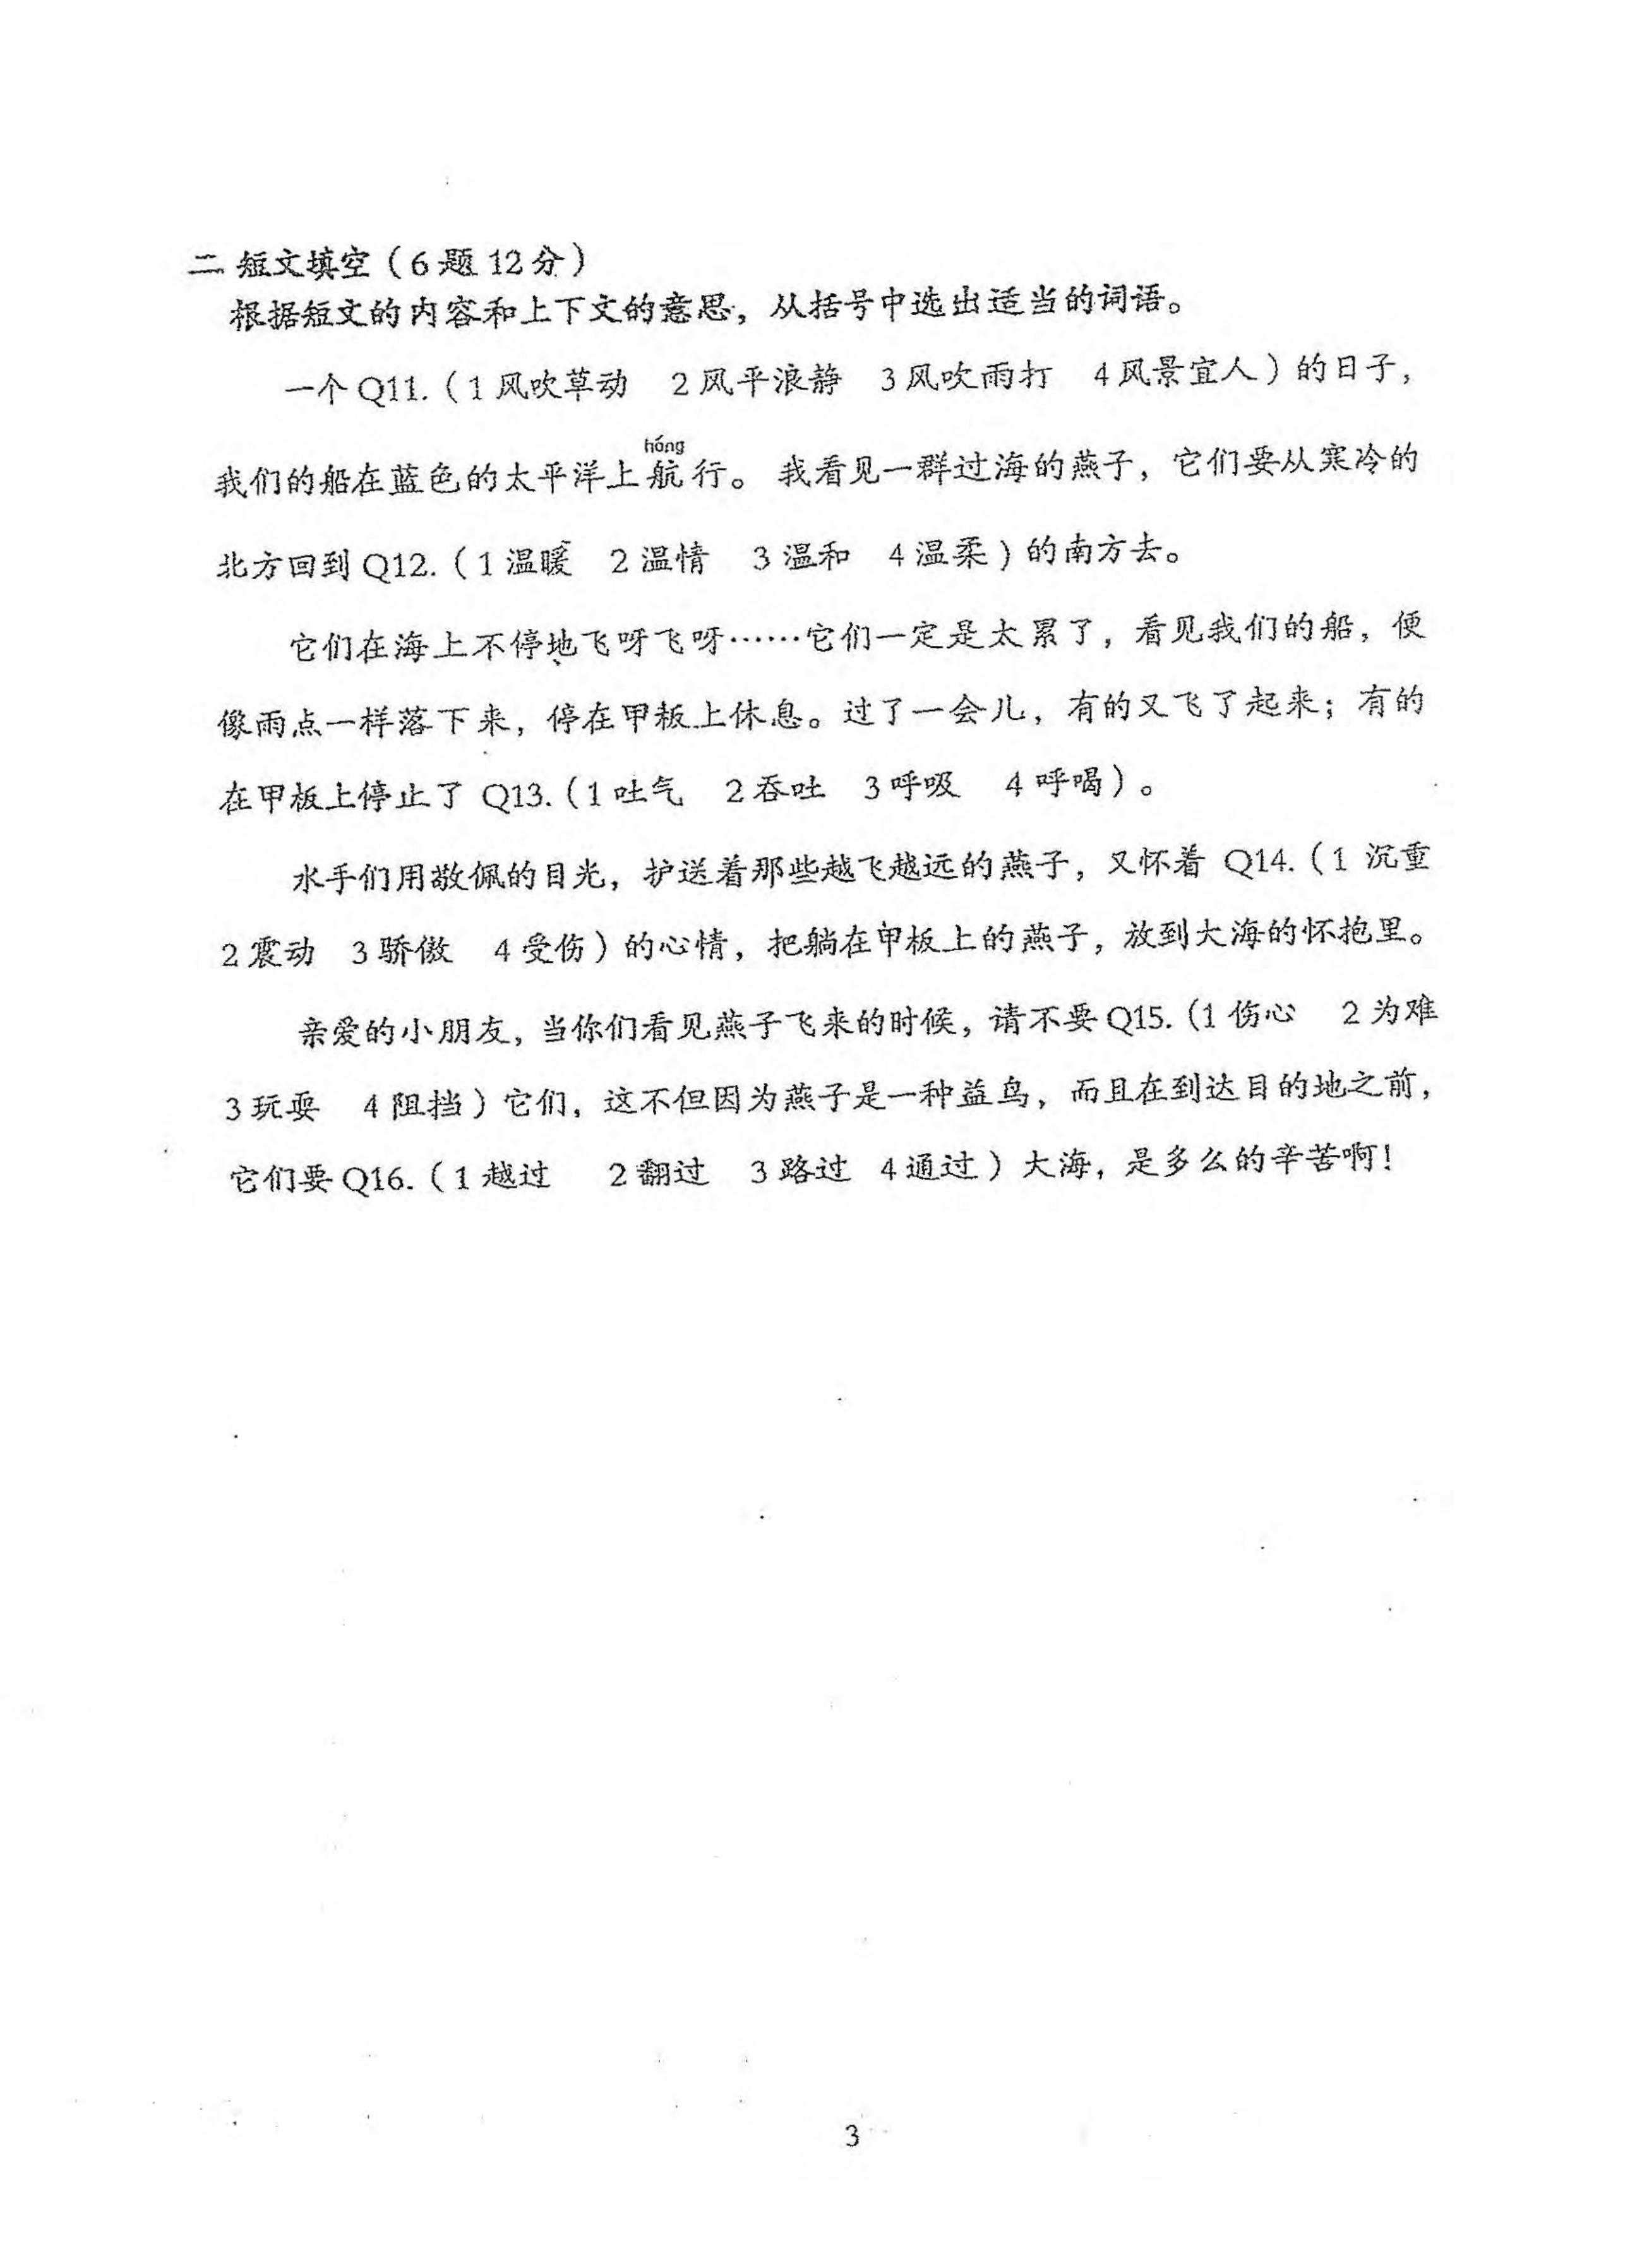 二 短文填空（6题12分）
根据短文的内容和上下文的意思，从括号中选出适当的词语。
一个Q11.（1风吹草动 2风平浪静 3风吹雨打 4风景宜人）的日子，
háng
我们的船在蓝色的太平洋上航行。 我看见一群过海的燕子，它们要从寒冷的
北方回到Q12.（1温暖 2温情 3温和 4温柔）的南方去。
它们在海上不停地飞呀飞呀……它们一定是太累了，看见我们的船，便
像雨点一样落下来，停在甲板上休息。过了一会儿，有的又飞了起来；有的
在甲板上停止了 Q13.（1吐气 2吞吐 3呼吸 4呼喝）。
水手们用敬佩的目光，护送着那些越飞越远的燕子，又怀着 Q14.（1 沉重
2震动 3骄傲 4受伤）的心情，把躺在甲板上的燕子，放到大海的怀抱里。
亲爱的小朋友，当你们看见燕子飞来的时候，请不要Q15.（1伤心 2为难
3玩耍 4阻挡）它们，这不但因为燕子是一种益鸟，而且在到达目的地之前，
它们要Q16.（1越过 2翻过 3路过 4通过）大海，是多么的辛苦啊！
3